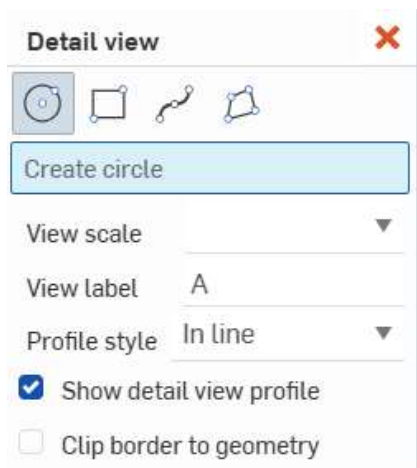 Detail view
Create circle
View scale
View label A
Profile style In line
Show detail view profile
Clip border to geometry